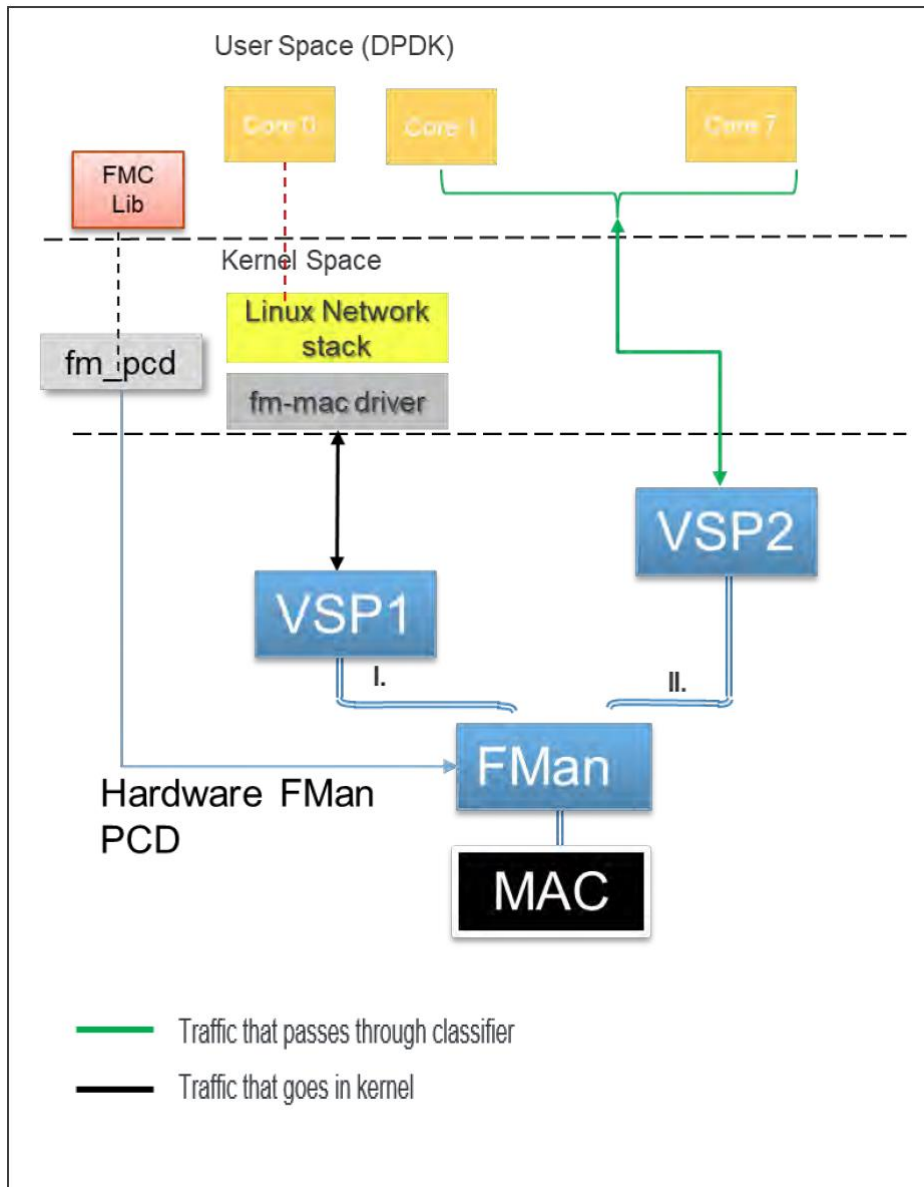 User Space (DPDK)
Core 0
Core 1
Core 7
FMC
Lib
Kernel Space
Linux Network
stack
fm_pcd
fm-mac driver
VSP2
VSP1
I.
II.
FMan
Hardware FMan
PCD
MAC
Traffic that passes through classifier
Traffic that goes in kernel